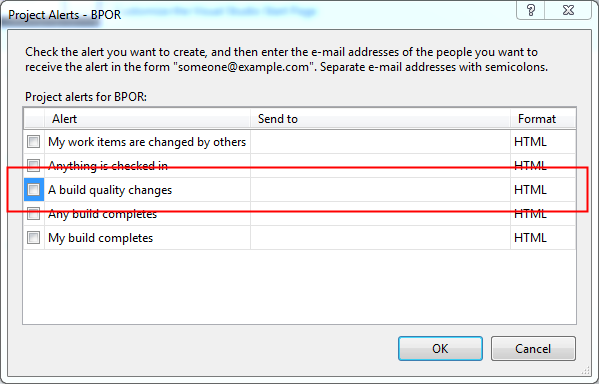 Project Alerts - BPOR
Check the alert you want to create, and then enter the e-mail addresses of the people you want to
receive the alert in the form "someone@example.com". Separate e-mail addresses with semicolons.
Project alerts for BPOR:
Alert Send to Format
My work items are changed by others HTML
Anything is checked in HTML
A build quality changes HTML
Any build completes HTML
My build completes HTML
OK Cancel